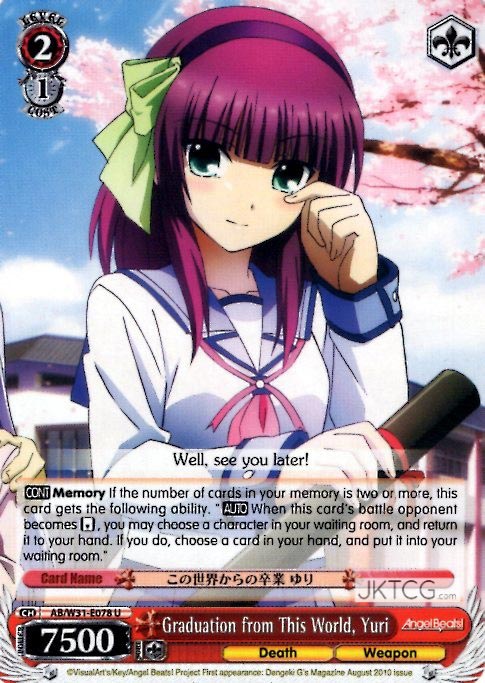 LEVEL
2
1
COST
Well, see you later!
CONT Memory If the number of cards in your memory is two or more, this
card gets the following ability. "AUTO When this card's battle opponent
becomes [ ], you may choose a character in your waiting room, and return
it to your hand. If you do, choose a card in your hand, and put it into your
waiting room."
Card Name この世界からの卒業 ゆり
JKTCG.com
CH AB/W31-E078 U
7500
Graduation from This World, Yuri
Angel Beats!
Death Weapon
©VisualArt's/Key/Angel Beats! Project First appearance: Dengeki G's Magazine August 2010 issue